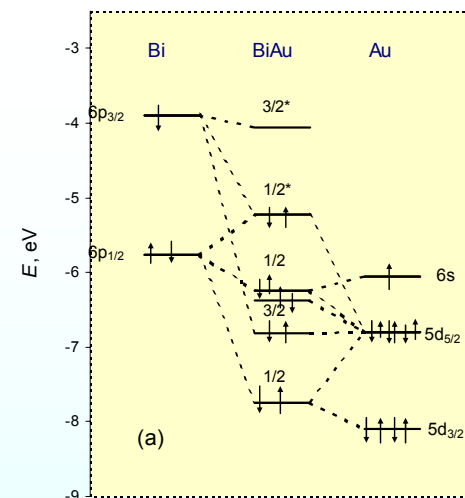 Bi BiAu Au
-3
-4
-5
-6
-7
-8
-9
E, eV
6p3/2
3/2*
1/2*
6p1/2
1/2
6s
3/2
5d5/2
1/2
5d3/2
(a)